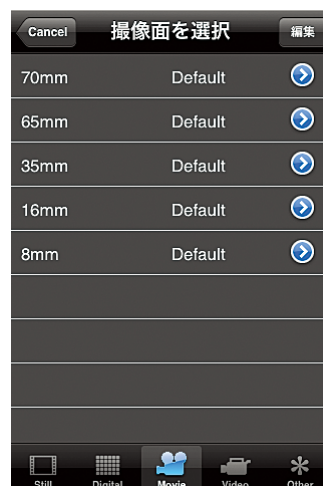 Cancel 撮像面を選択 編集
70mm Default
65mm Default
35mm Default
16mm Default
8mm Default
Still Digital Movie Video Other